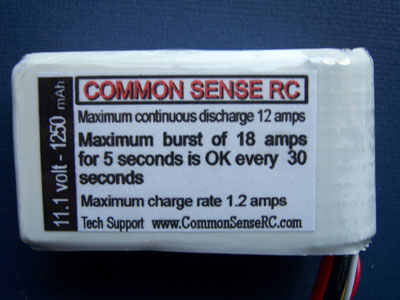 COMMON SENSE RC
Maximum continuous discharge 12 amps
Maximum burst of 18 amps
for 5 seconds is OK every 30
seconds
Maximum charge rate 1.2 amps
Tech Support www.CommonSenseRC.com
11.1 volt - 1250 mAh